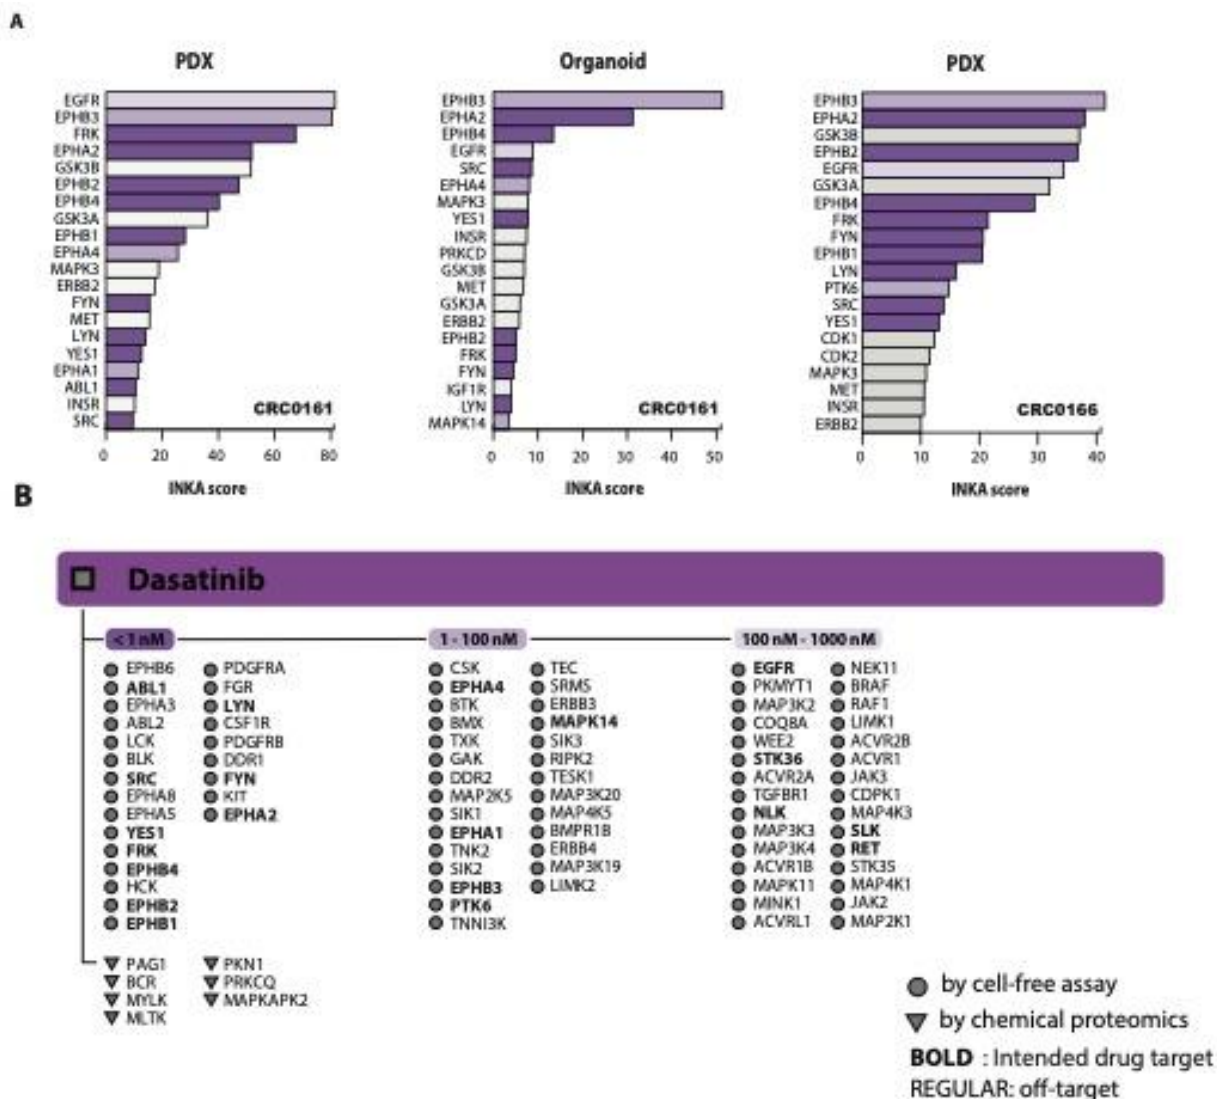 A
PDX
EGFR
EPHB3
FRK
EPHA2
GSK3B
EPHB2
EPHB4
GSK3A
EPHB1
EPHA4
MAPK3
ERBB2
FYN
MET
LYN
YES1
EPHA1
ABL1
INSR
SRC
CRC0161
0 20 40 60 80
INKA score
Organoid
EPHB3
EPHA2
EPHB4
EGFR
SRC
EPHA4
MAPK3
YES1
INSR
PRKCD
GSK3B
MET
GSK3A
ERBB2
EPHB2
FRK
FYN
IGF1R
LYN
MAPK14
CRC0161
0 10 20 30 40 50
INKA score
PDX
EPHB3
EPHA2
GSK3B
EPHB2
EGFR
GSK3A
EPHB4
FRK
FYN
EPHB1
LYN
PTK6
SRC
YES1
CDK1
CDK2
MAPK3
MET
INSR
ERBB2
CRC0166
0 10 20 30 40
INKA score
B
Dasatinib
< 1 nM
EPHB6
ABL1
EPHA3
ABL2
LCK
BLK
SRC
EPHA8
EPHA5
YES1
FRK
EPHB4
HCK
EPHB2
EPHB1
PDGFRA
FGR
LYN
CSF1R
PDGFRB
DDR1
FYN
KIT
EPHA2
1 - 100 nM
CSK
EPHA4
BTK
BMX
TXK
GAK
DDR2
MAP2K5
SIK1
EPHA1
TNK2
SIK2
EPHB3
PTK6
TNNI3K
TEC
SRMS
ERBB3
MAPK14
SIK3
RIPK2
TESK1
MAP3K20
MAP4K5
BMPR1B
ERBB4
MAP3K19
LIMK2
100 nM - 1000 nM
EGFR
PKMYT1
MAP3K2
COQ8A
WEE2
STK36
ACVR2A
TGFBR1
NLK
MAP3K3
MAP3K4
ACVR1B
MAPK11
MINK1
ACVRL1
NEK11
BRAF
RAF1
LIMK1
ACVR2B
ACVR1
JAK3
CDPK1
MAP4K3
SLK
RET
STK35
MAP4K1
JAK2
MAP2K1
PAG1
BCR
MYLK
MLTK
PKN1
PRKCQ
MAPKAPK2
by cell-free assay
by chemical proteomics
BOLD : Intended drug target
REGULAR: off-target